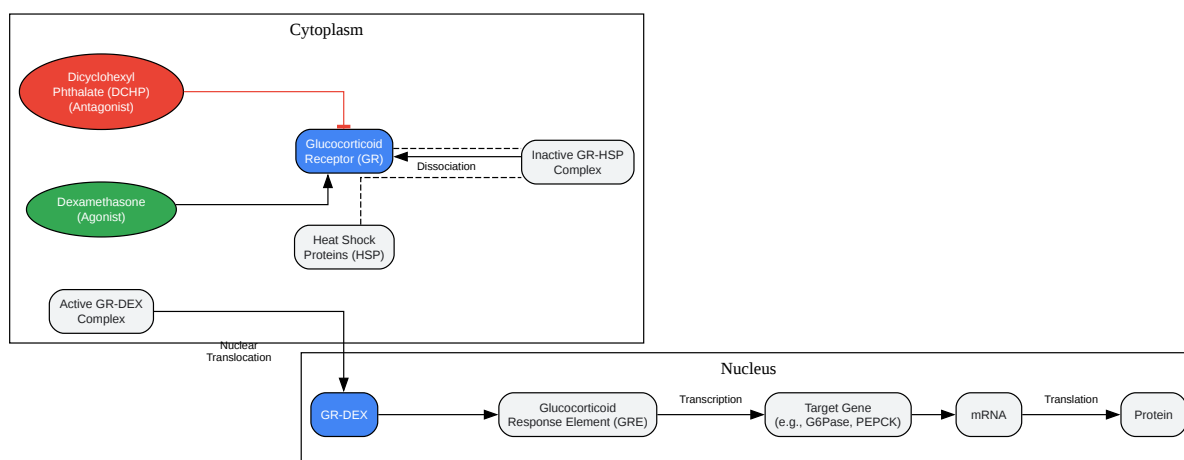 Cytoplasm
Dicyclohexyl
Phthalate (DCHP)
(Antagonist)
Glucocorticoid
Receptor (GR)
Dissociation
Inactive GR-HSP
Complex
Dexamethasone
(Agonist)
Heat Shock
Proteins (HSP)
Active GR-DEX
Complex
Nuclear
Translocation
Nucleus
GR-DEX
Glucocorticoid
Response Element (GRE)
Transcription
Target Gene
(e.g., G6Pase, PEPCK)
mRNA
Translation
Protein